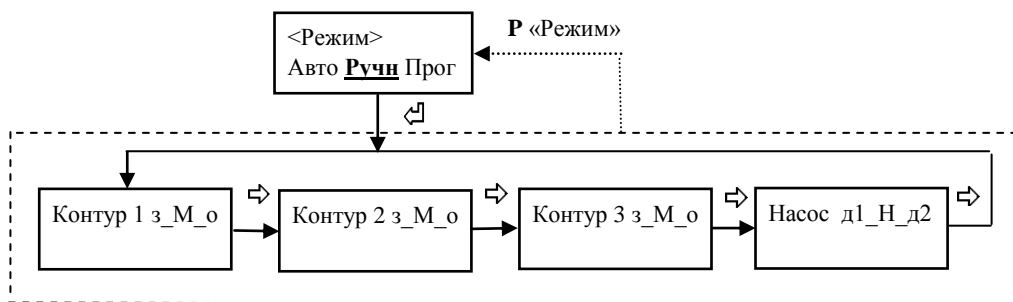 <Режим>
Авто Ручн Прог
Р «Режим»
Контур 1 з_М_о
Контур 2 з_М_о
Контур 3 з_М_о
Насос д1_Н_д2